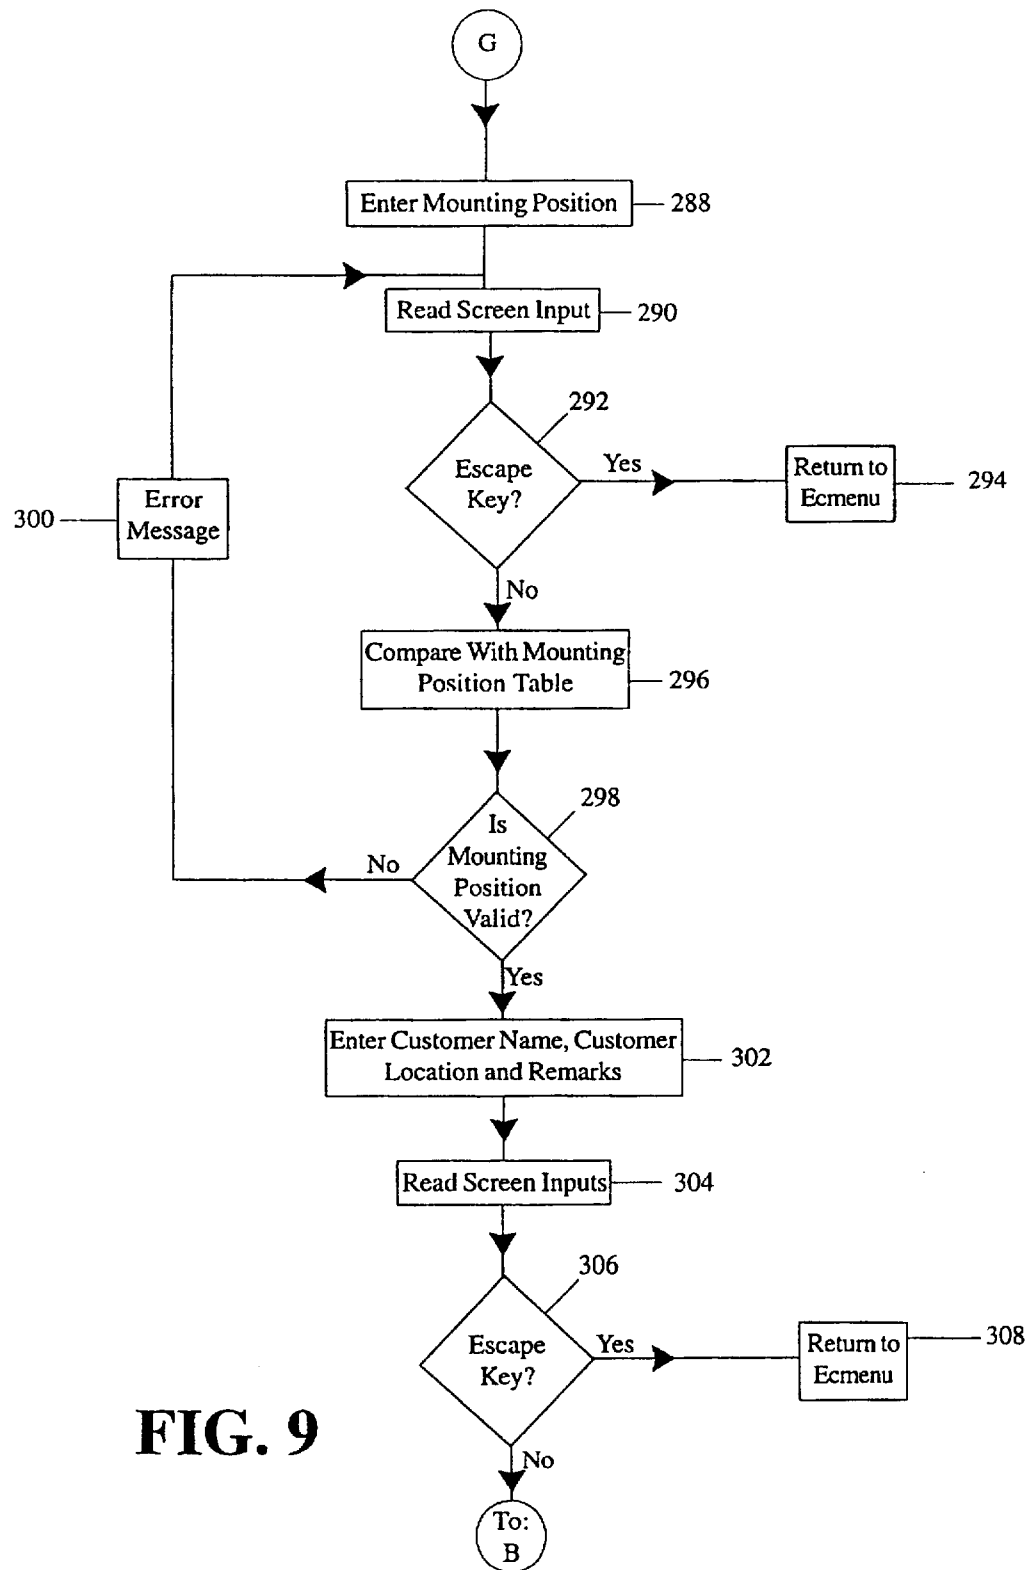 G
Enter Mounting Position
288
Read Screen Input
290
292
Escape
Key?
Yes
Return to
Ecmenu
294
Error
Message
300
No
Compare With Mounting
Position Table
296
298
Is
Mounting
Position
Valid?
No
Yes
Enter Customer Name, Customer
Location and Remarks
302
Read Screen Inputs
304
306
Escape
Key?
Yes
Return to
Ecmenu
308
No
FIG. 9
To:
B